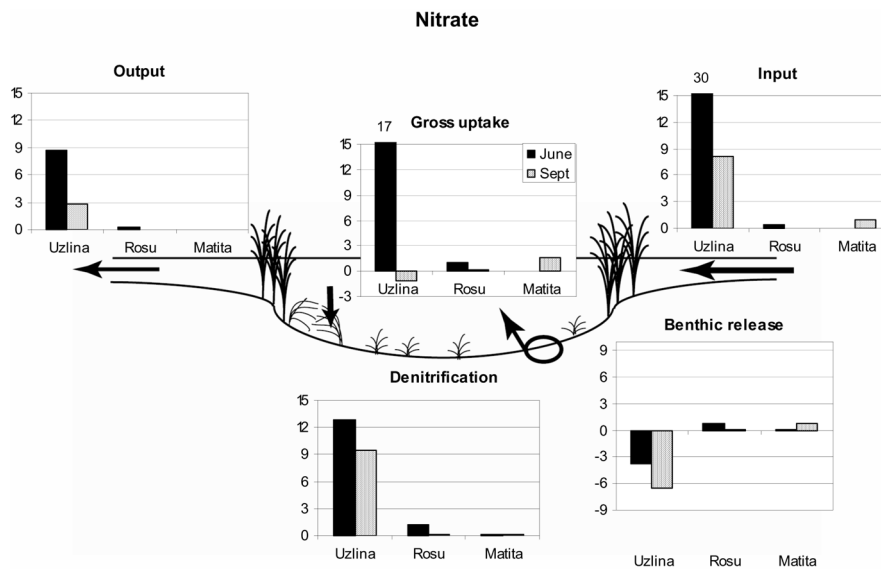 Nitrate
Output
15
12
9
6
3
0
Uzlina Rosu Matita
Gross uptake
17
15
12
9
6
3
0
-3
June
Sept
Uzlina Rosu Matita
Input
30
15
12
9
6
3
0
Uzlina Rosu Matita
Denitrification
15
12
9
6
3
0
Uzlina Rosu Matita
Benthic release
9
6
3
0
-3
-6
-9
Uzlina Rosu Matita